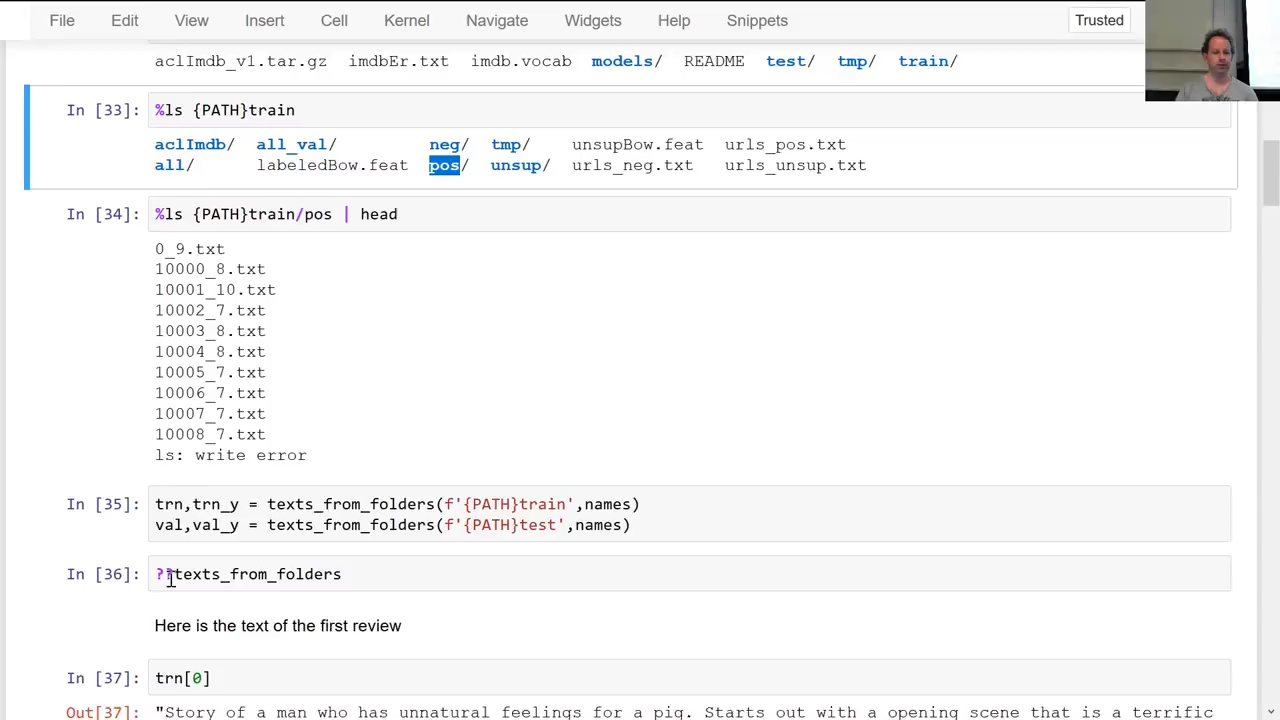 File Edit View Insert Cell Kernel Navigate Widgets Help Snippets Trusted
aclImdb_v1.tar.gz imdbEr.txt imdb.vocab models/ README test/ tmp/ train/
In [33]: %ls {PATH}train
aclImdb/ all_val/ neg/ tmp/ unsupBow.feat urls_pos.txt
all/ labeledBow.feat pos/ unsup/ urls_neg.txt urls_unsup.txt
In [34]: %ls {PATH}train/pos | head
0_9.txt
10000_8.txt
10001_10.txt
10002_7.txt
10003_8.txt
10004_8.txt
10005_7.txt
10006_7.txt
10007_7.txt
10008_7.txt
ls: write error
In [35]: trn,trn_y = texts_from_folders(f'{PATH}train',names)
val,val_y = texts_from_folders(f'{PATH}test',names)
In [36]: ??texts_from_folders
Here is the text of the first review
In [37]: trn[0]
Out[37]: "Story of a man who has unnatural feelings for a pig. Starts out with a opening scene that is a terrific